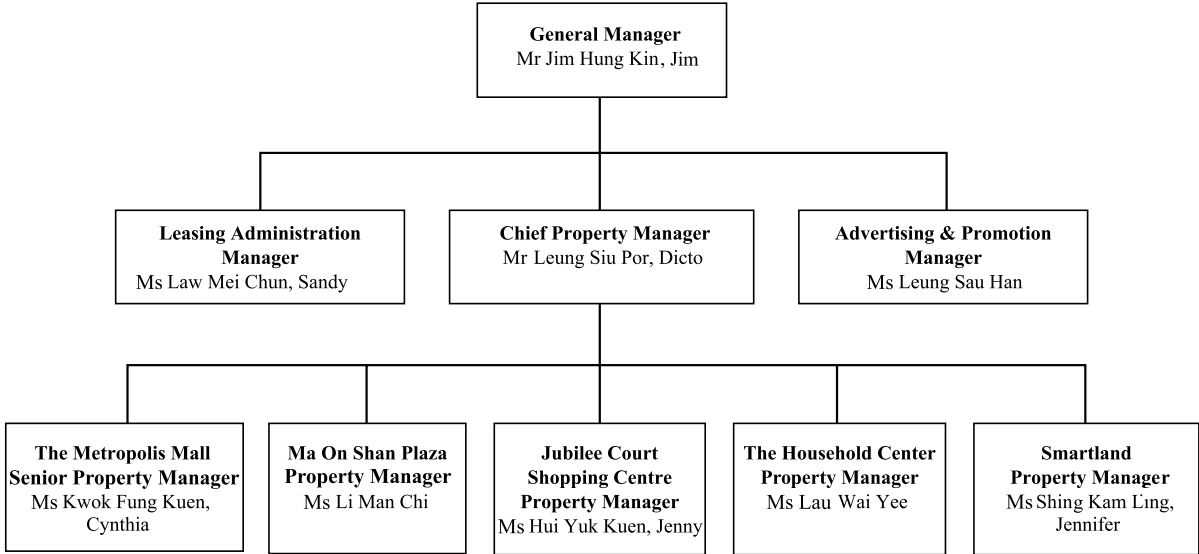 General Manager
Mr Jim Hung Kin, Jim
Leasing Administration
Manager
Ms Law Mei Chun, Sandy
Chief Property Manager
Mr Leung Siu Por, Dicto
Advertising & Promotion
Manager
Ms Leung Sau Han
The Metropolis Mall
Senior Property Manager
Ms Kwok Fung Kuen,
Cynthia
Ma On Shan Plaza
Property Manager
Ms Li Man Chi
Jubilee Court
Shopping Centre
Property Manager
Ms Hui Yuk Kuen, Jenny
The Household Center
Property Manager
Ms Lau Wai Yee
Smartland
Property Manager
Ms Shing Kam Ling,
Jennifer